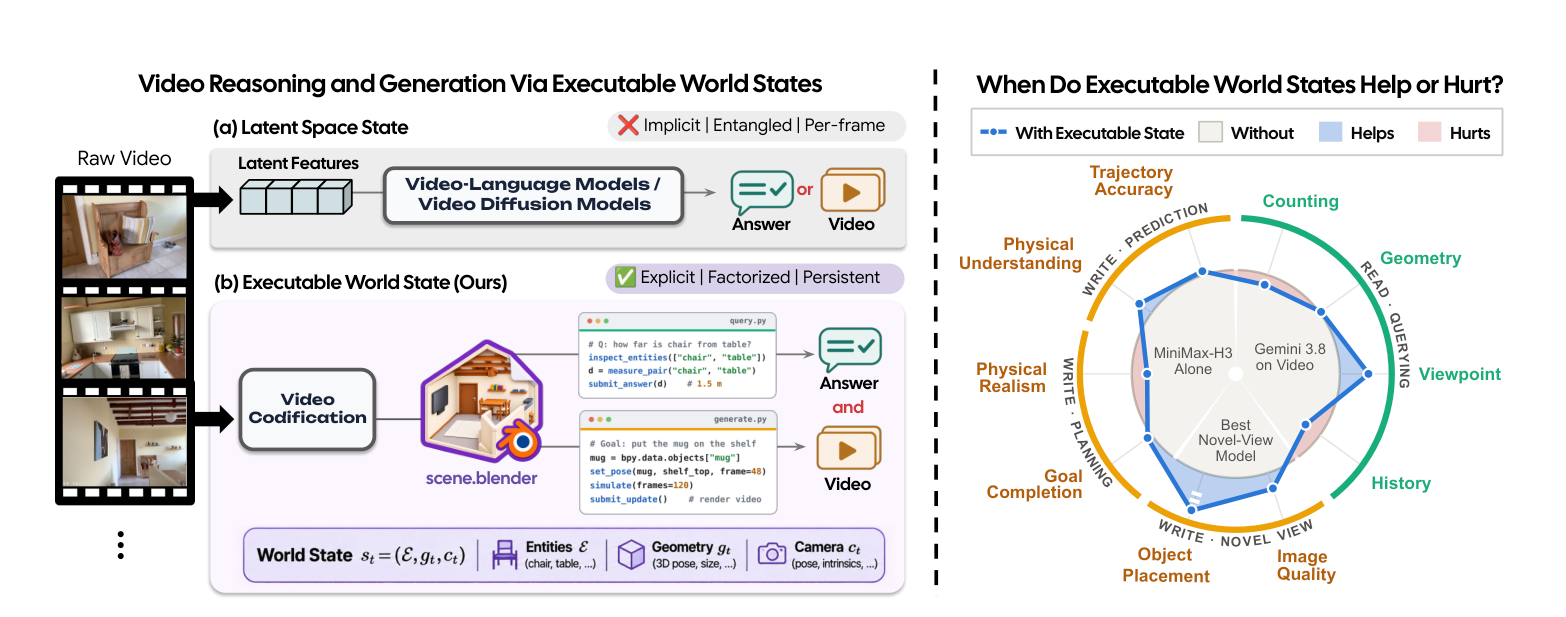 Video Reasoning and Generation Via Executable World States
(a) Latent Space State
❌ Implicit | Entangled | Per-frame
Raw Video
Latent Features
Video-Language Models /
Video Diffusion Models
or
Answer
Video
(b) Executable World State (Ours)
✅ Explicit | Factorized | Persistent
Video
Codification
scene.blender
query.py
# Q: how far is chair from table?
inspect_entities(["chair", "table"])
d = measure_pair("chair", "table")
submit_answer(d) # 1.5 m
Answer
and
generate.py
# Goal: put the mug on the shelf
mug = bpy.data.objects["mug"]
set_pose(mug, shelf_top, frame=48)
simulate(frames=120)
submit_update() # render video
Video
World State s_t = (ℰ, g_t, c_t)
Entities ℰ
(chair, table, ...)
Geometry g_t
(3D pose, size, ...)
Camera c_t
(pose, intrinsics, ...)
When Do Executable World States Help or Hurt?
With Executable State
Without
Helps
Hurts
Trajectory
Accuracy
Counting
Physical
Understanding
Geometry
WRITE · PREDICTION
READ · QUERYING
MiniMax-H3
Alone
Gemini 3.8
on Video
Physical
Realism
Viewpoint
WRITE · PLANNING
Best
Novel-View
Model
Goal
Completion
History
WRITE · NOVEL VIEW
Object
Placement
Image
Quality